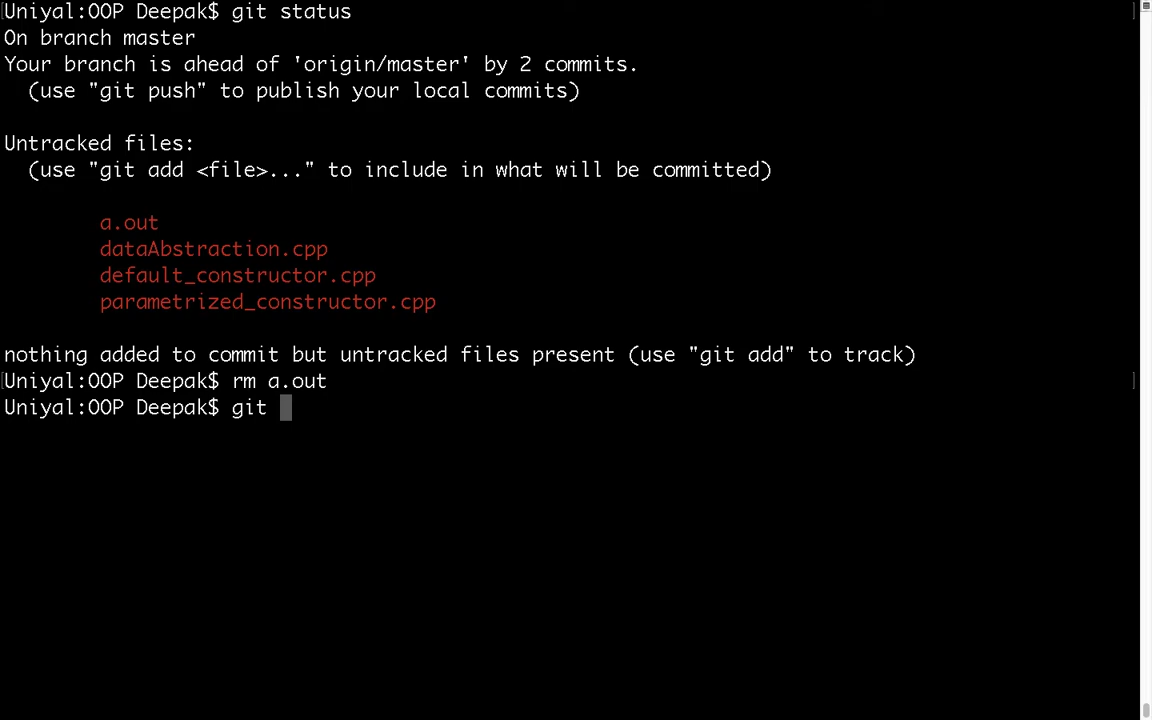 Uniyal:OOP Deepak$ git status
On branch master
Your branch is ahead of 'origin/master' by 2 commits.
  (use "git push" to publish your local commits)
Untracked files:
  (use "git add <file>..." to include in what will be committed)
        a.out
        dataAbstraction.cpp
        default_constructor.cpp
        parametrized_constructor.cpp
nothing added to commit but untracked files present (use "git add" to track)
Uniyal:OOP Deepak$ rm a.out
Uniyal:OOP Deepak$ git